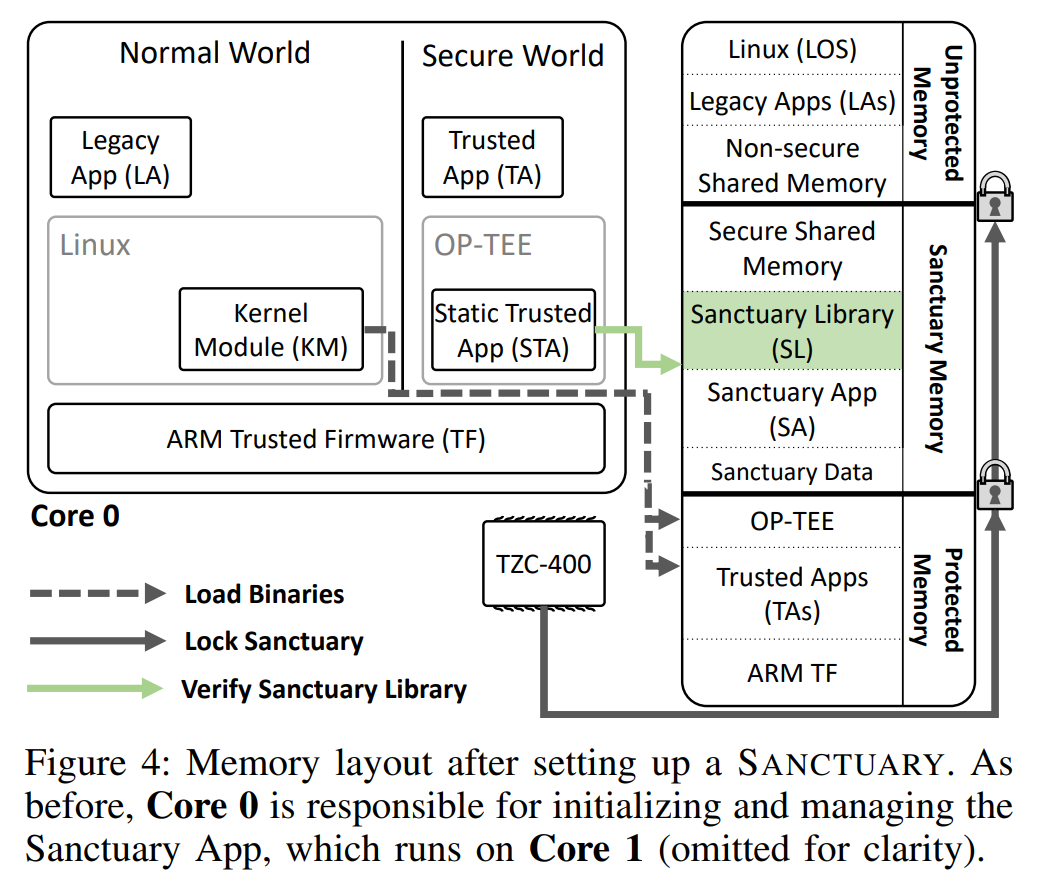 Normal World
Secure World
Legacy
App (LA)
Trusted
App (TA)
Linux
OP-TEE
Kernel
Module (KM)
Static Trusted
App (STA)
ARM Trusted Firmware (TF)
Core 0
TZC-400
Load Binaries
Lock Sanctuary
Verify Sanctuary Library
Linux (LOS)
Legacy Apps (LAs)
Non-secure
Shared Memory
Unprotected
Memory
Secure Shared
Memory
Sanctuary Library
(SL)
Sanctuary App
(SA)
Sanctuary Data
Sanctuary Memory
OP-TEE
Trusted Apps
(TAs)
ARM TF
Protected
Memory
Figure 4: Memory layout after setting up a SANCTUARY. As
before, Core 0 is responsible for initializing and managing the
Sanctuary App, which runs on Core 1 (omitted for clarity).